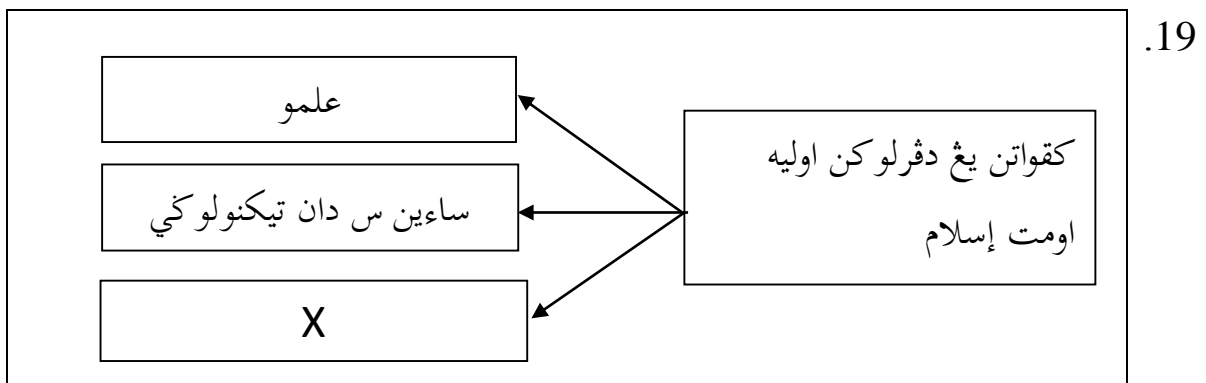 .19
كقواتن يڠ دڤرلوكن اوليه
اومت إسلام
علمو
ساءين س دان تيكنولوڬي
X